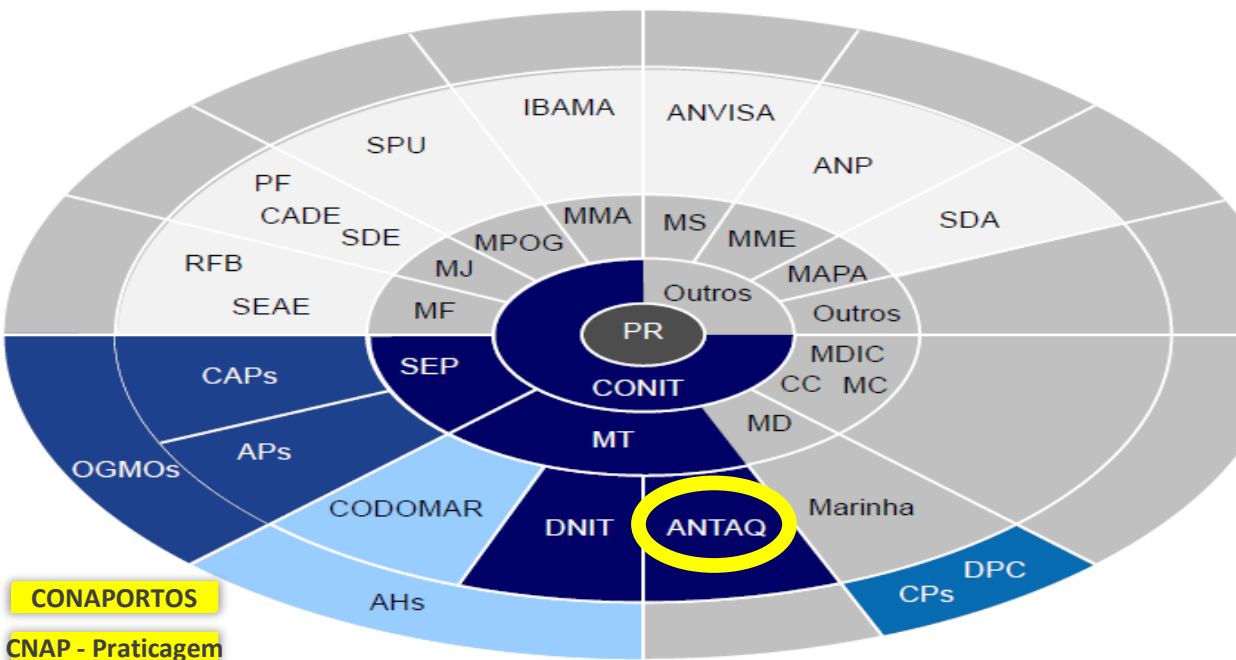 IBAMA
ANVISA
SPU
ANP
PF
CADE
SDE
SDA
MMA
MS
MPOG
MME
RFB
MJ
MAPA
SEAE
MF
Outros
Outros
PR
SEP
MDIC
CC MC
CAPs
CONIT
MD
MT
APs
OGMOs
CODOMAR
DNIT
ANTAQ
Marinha
DPC
CPs
AHs
CONAPORTOS
CNAP - Praticagem